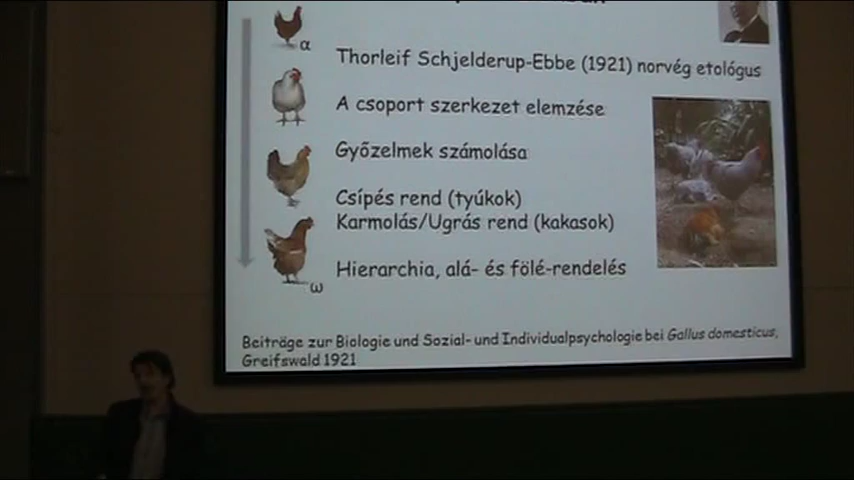 α
Thorleif Schjelderup-Ebbe (1921) norvég etológus
A csoport szerkezet elemzése
Győzelmek számolása
Csípés rend (tyúkok)
Karmolás/Ugrás rend (kakasok)
Hierarchia, alá- és fölé-rendelés
ω
Beiträge zur Biologie und Sozial- und Individualpsychologie bei Gallus domesticus,
Greifswald 1921